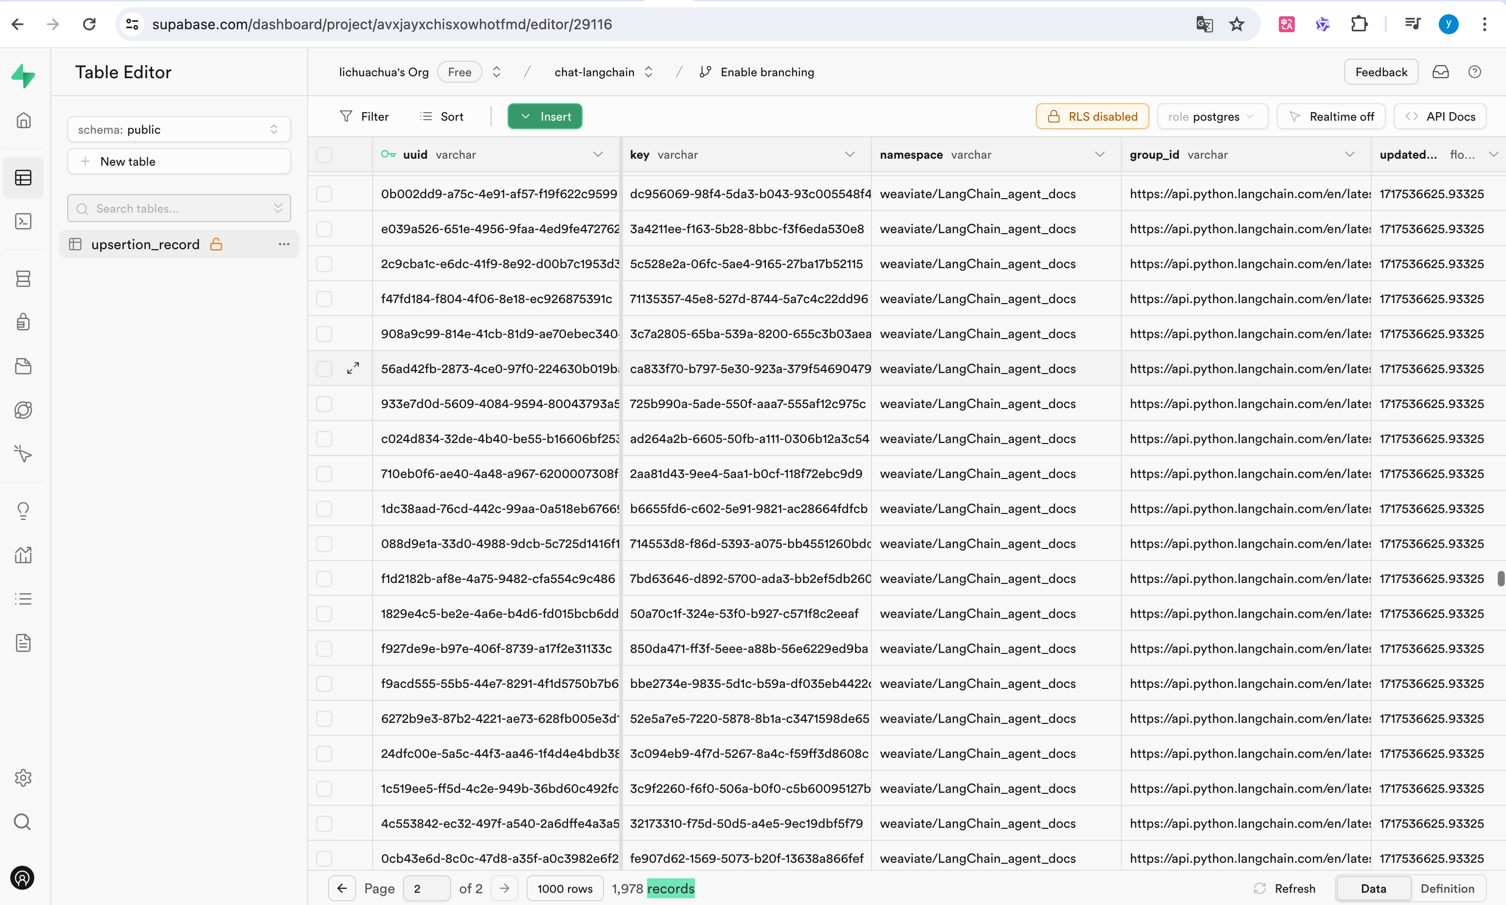 supabase.com/dashboard/project/avxjayxchisxowhotfmd/editor/29116
y
Table Editor
lichuachua's Org Free / chat-langchain / Enable branching
Feedback
schema: public
New table
Search tables...
upsertion_record
Filter Sort Insert RLS disabled role postgres Realtime off API Docs
uuid varchar key varchar namespace varchar group_id varchar updated... flo...
0b002dd9-a75c-4e91-af57-f19f622c9599 dc956069-98f4-5da3-b043-93c005548f4 weaviate/LangChain_agent_docs https://api.python.langchain.com/en/lates 1717536625.93325
e039a526-651e-4956-9faa-4ed9fe472762 3a4211ee-f163-5b28-8bbc-f3f6eda530e8 weaviate/LangChain_agent_docs https://api.python.langchain.com/en/lates 1717536625.93325
2c9cba1c-e6dc-41f9-8e92-d00b7c1953d3 5c528e2a-06fc-5ae4-9165-27ba17b52115 weaviate/LangChain_agent_docs https://api.python.langchain.com/en/lates 1717536625.93325
f47fd184-f804-4f06-8e18-ec926875391c 71135357-45e8-527d-8744-5a7c4c22dd96 weaviate/LangChain_agent_docs https://api.python.langchain.com/en/lates 1717536625.93325
908a9c99-814e-41cb-81d9-ae70ebec340 3c7a2805-65ba-539a-8200-655c3b03aea weaviate/LangChain_agent_docs https://api.python.langchain.com/en/lates 1717536625.93325
56ad42fb-2873-4ce0-97f0-224630b019b ca833f70-b797-5e30-923a-379f54690479 weaviate/LangChain_agent_docs https://api.python.langchain.com/en/lates 1717536625.93325
933e7d0d-5609-4084-9594-80043793a5 725b990a-5ade-550f-aaa7-555af12c975c weaviate/LangChain_agent_docs https://api.python.langchain.com/en/lates 1717536625.93325
c024d834-32de-4b40-be55-b16606bf253 ad264a2b-6605-50fb-a111-0306b12a3c54 weaviate/LangChain_agent_docs https://api.python.langchain.com/en/lates 1717536625.93325
710eb0f6-ae40-4a48-a967-6200007308f 2aa81d43-9ee4-5aa1-b0cf-118f72ebc9d9 weaviate/LangChain_agent_docs https://api.python.langchain.com/en/lates 1717536625.93325
1dc38aad-76cd-442c-99aa-0a518eb6766 b6655fd6-c602-5e91-9821-ac28664fdfcb weaviate/LangChain_agent_docs https://api.python.langchain.com/en/lates 1717536625.93325
088d9e1a-33d0-4988-9dcb-5c725d1416f1 714553d8-f86d-5393-a075-bb4551260bdc weaviate/LangChain_agent_docs https://api.python.langchain.com/en/lates 1717536625.93325
f1d2182b-af8e-4a75-9482-cfa554c9c486 7bd63646-d892-5700-ada3-bb2ef5db260 weaviate/LangChain_agent_docs https://api.python.langchain.com/en/lates 1717536625.93325
1829e4c5-be2e-4a6e-b4d6-fd015bcb6dd 50a70c1f-324e-53f0-b927-c571f8c2eeaf weaviate/LangChain_agent_docs https://api.python.langchain.com/en/lates 1717536625.93325
f927de9e-b97e-406f-8739-a17f2e31133c 850da471-ff3f-5eee-a88b-56e6229ed9ba weaviate/LangChain_agent_docs https://api.python.langchain.com/en/lates 1717536625.93325
f9acd555-55b5-44e7-8291-4f1d5750b7b6 bbe2734e-9835-5d1c-b59a-df035eb4422 weaviate/LangChain_agent_docs https://api.python.langchain.com/en/lates 1717536625.93325
6272b9e3-87b2-4221-ae73-628fb005e3d 52e5a7e5-7220-5878-8b1a-c3471598de65 weaviate/LangChain_agent_docs https://api.python.langchain.com/en/lates 1717536625.93325
24dfc00e-5a5c-44f3-aa46-1f4d4e4bdb38 3c094eb9-4f7d-5267-8a4c-f59ff3d8608c weaviate/LangChain_agent_docs https://api.python.langchain.com/en/lates 1717536625.93325
1c519ee5-ff5d-4c2e-949b-36bd60c492fc 3c9f2260-f6f0-506a-b0f0-c5b60095127b weaviate/LangChain_agent_docs https://api.python.langchain.com/en/lates 1717536625.93325
4c553842-ec32-497f-a540-2a6dffe4a3a5 32173310-f75d-50d5-a4e5-9ec19dbf5f79 weaviate/LangChain_agent_docs https://api.python.langchain.com/en/lates 1717536625.93325
0cb43e6d-8c0c-47d8-a35f-a0c3982e6f2 fe907d62-1569-5073-b20f-13638a866fef weaviate/LangChain_agent_docs https://api.python.langchain.com/en/lates 1717536625.93325
Page 2 of 2 1000 rows 1,978 records Refresh Data Definition